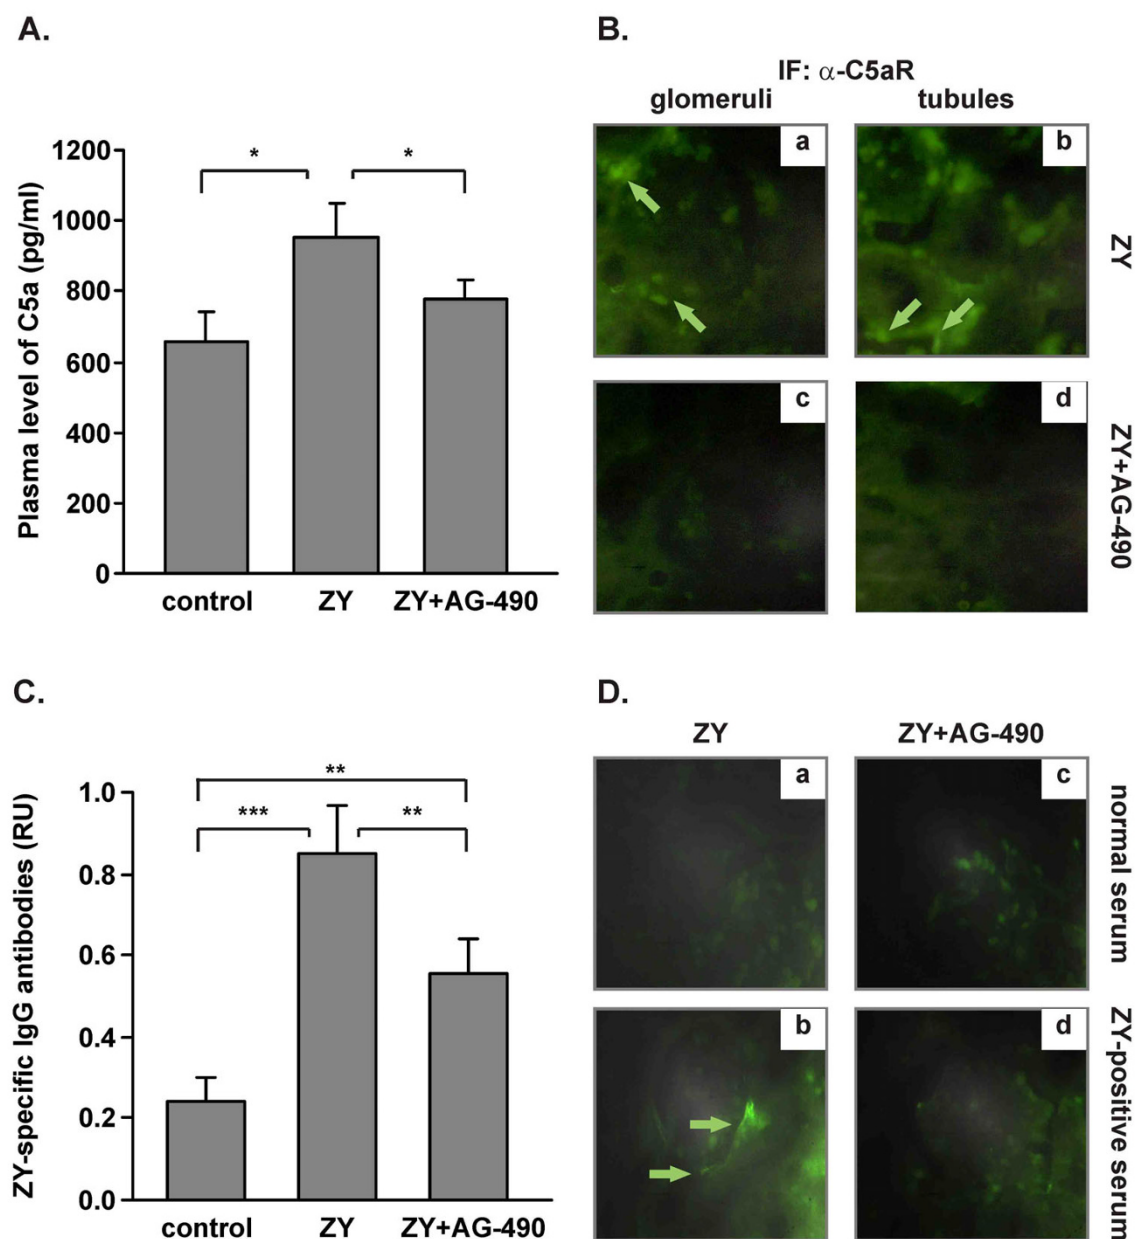 A.
Plasma level of C5a (pg/ml)
1200
1000
800
600
400
200
0
*
*
control ZY ZY+AG-490
B.
IF: α-C5aR
glomeruli tubules
a
b
ZY
c
d
ZY+AG-490
C.
ZY-specific IgG antibodies (RU)
1.0
0.8
0.6
0.4
0.2
0.0
**
***
**
control ZY ZY+AG-490
D.
ZY ZY+AG-490
a
c
normal serum
b
d
ZY-positive serum